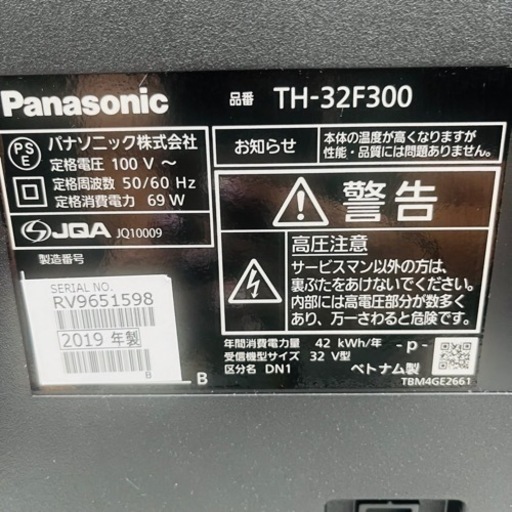 Panasonic
品番 TH-32F300
PS
E
パナソニック株式会社
定格電圧 100 V ～
定格周波数 50/60 Hz
定格消費電力 69 W
JQA JQ10009
お知らせ
本体の温度が高くなりますが
性能・品質には問題ありません。
警告
高圧注意
サービスマン以外の方は、
裏ぶたをあけないでください。
内部には高電圧部分が数多く
あり、万一さわると危険です。
製造番号
SERIAL NO.
RV9651598
2019 年製
B
B
年間消費電力量 42 kWh/年
受信機型サイズ 32 V型
区分名 DN1
-p-
ベトナム製
TBM4GE2661